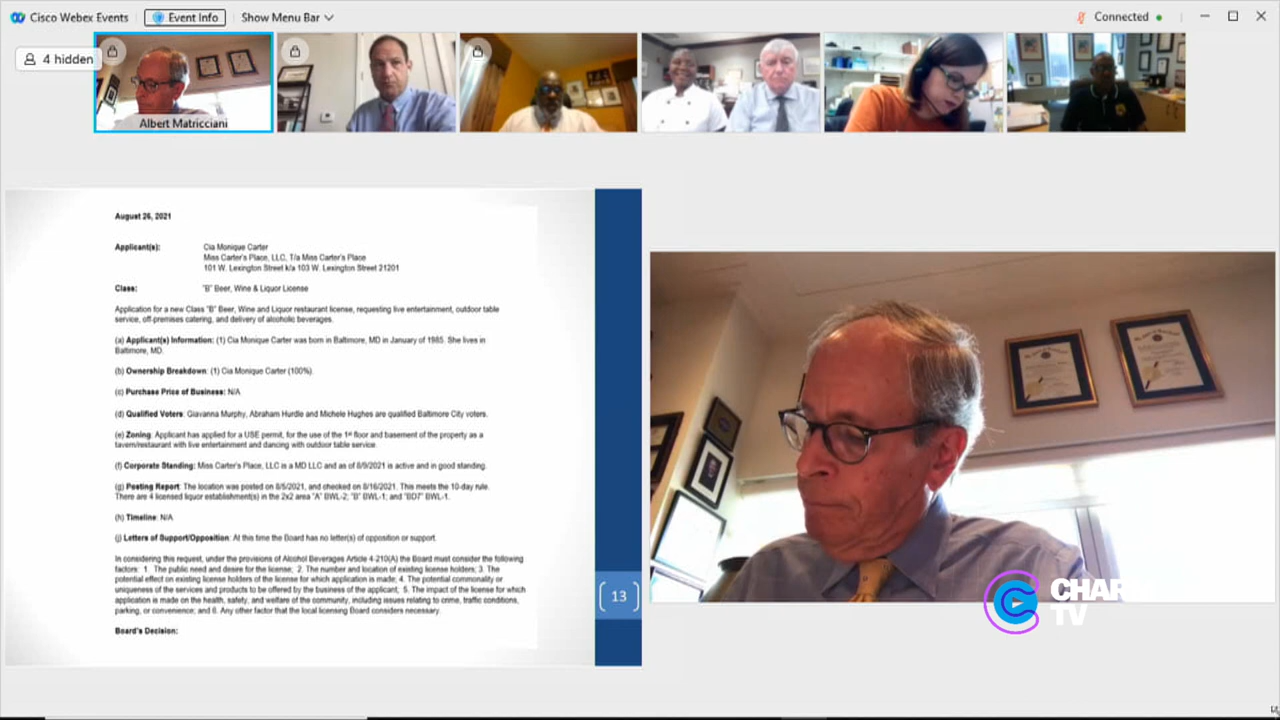 Cisco Webex Events
Event Info
Show Menu Bar
Connected
4 hidden
Albert Matricciani
August 26, 2021
Applicant(s): Cia Monique Carter
Miss Carter's Place, LLC, T/a Miss Carter's Place
101 W. Lexington Street k/a 103 W. Lexington Street 21201
Class: "B" Beer, Wine & Liquor License
Application for a new Class "B" Beer, Wine and Liquor restaurant license, requesting live entertainment, outdoor table
service, off-premises catering, and delivery of alcoholic beverages.
(a) Applicant(s) Information: (1) Cia Monique Carter was born in Baltimore, MD in January of 1985. She lives in
Baltimore, MD.
(b) Ownership Breakdown: (1) Cia Monique Carter (100%).
(c) Purchase Price of Business: N/A
(d) Qualified Voters: Giavanna Murphy, Abraham Hurdle and Michele Hughes are qualified Baltimore City voters.
(e) Zoning: Applicant has applied for a USE permit, for the use of the 1st floor and basement of the property as a
tavern/restaurant with live entertainment and dancing with outdoor table service.
(f) Corporate Standing: Miss Carter's Place, LLC is a MD LLC and as of 8/9/2021 is active and in good standing.
(g) Posting Report: The location was posted on 8/5/2021, and checked on 8/16/2021. This meets the 10-day rule.
There are 4 licensed liquor establishment(s) in the 2x2 area "A" BWL-2; "B" BWL-1; and "BD7" BWL-1.
(h) Timeline: N/A
(j) Letters of Support/Opposition: At this time the Board has no letter(s) of opposition or support.
In considering this request, under the provisions of Alcohol Beverages Article 4-210(A) the Board must consider the following
factors: 1. The public need and desire for the license; 2. The number and location of existing license holders; 3. The
potential effect on existing license holders of the license for which application is made; 4. The potential commonality or
uniqueness of the services and products to be offered by the business of the applicant; 5. The impact of the license for which
application is made on the health, safety, and welfare of the community, including issues relating to crime, traffic conditions,
parking, or convenience; and 6. Any other factor that the local licensing Board considers necessary.
Board's Decision:
13
CHAR
TV